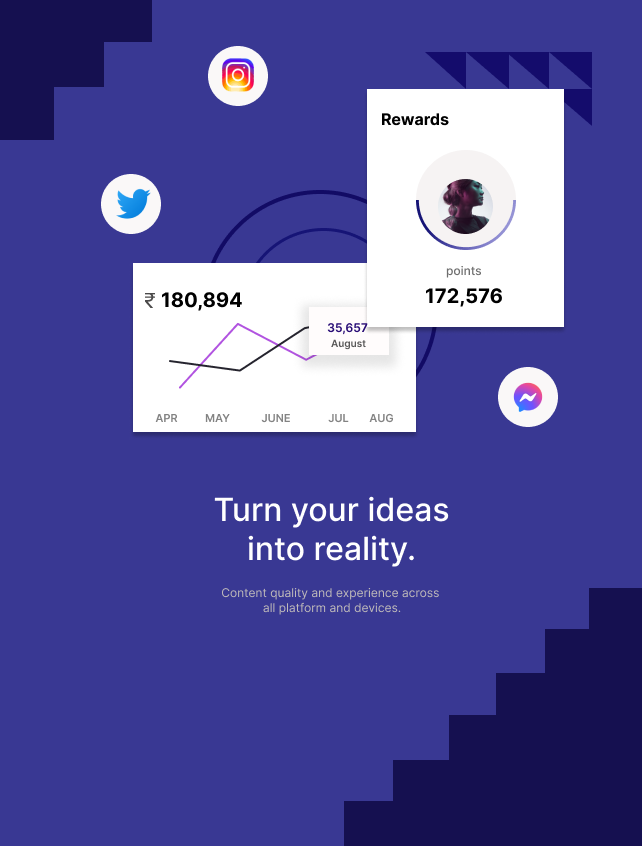 Rewards
points
172,576
₹ 180,894
35,657
August
APR MAY JUNE JUL AUG
Turn your ideas
into reality.
Content quality and experience across
all platform and devices.